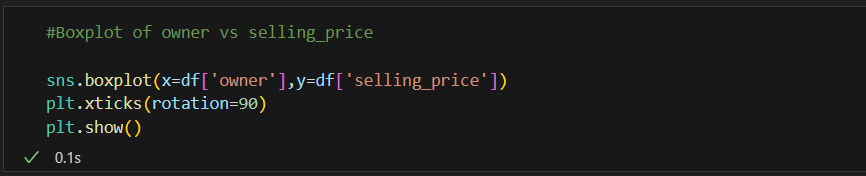 #Boxplot of owner vs selling_price
sns.boxplot(x=df['owner'],y=df['selling_price'])
plt.xticks(rotation=90)
plt.show()
0.1s